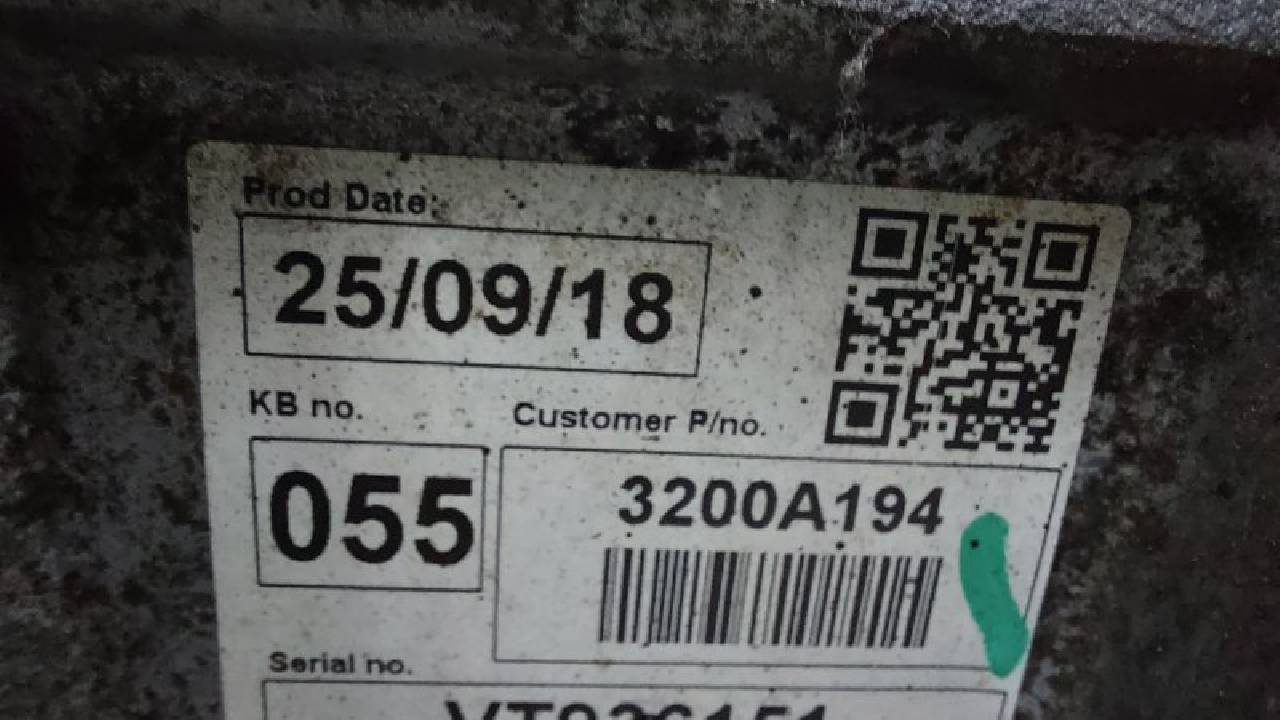 Prod Date:
25/09/18
KB no.
Customer P/no.
055
3200A194
Serial no.